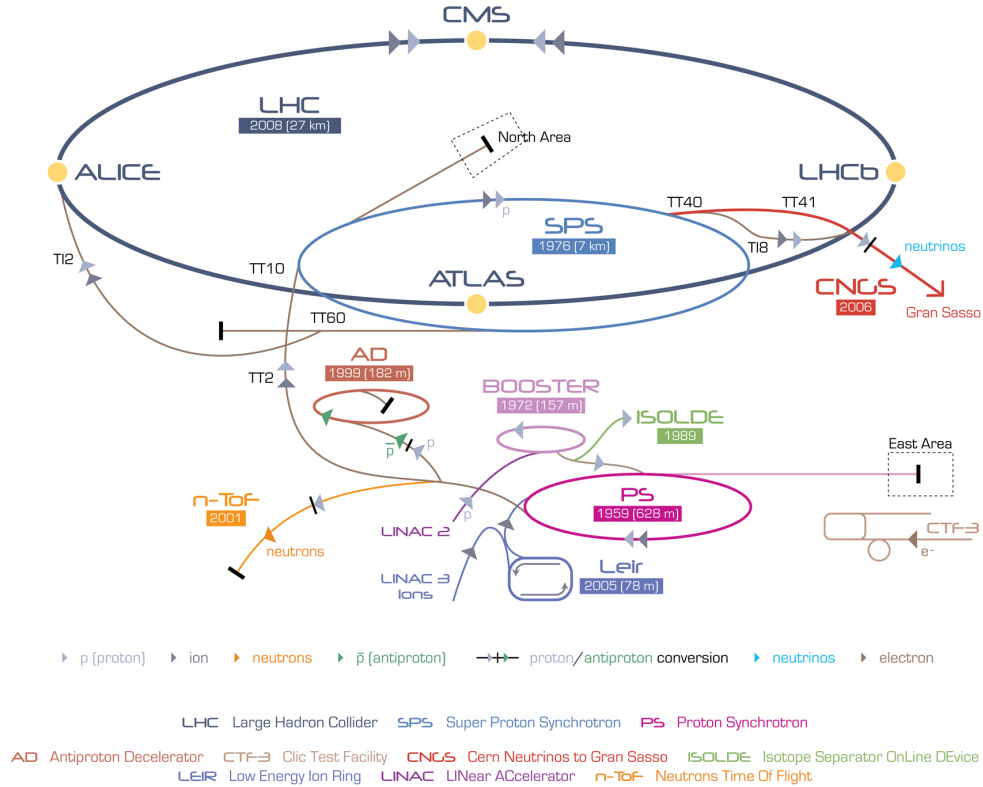 CMS
LHC
2008 (27 km)
North Area
ALICE
LHCb
TT40
TT41
p
SPS
1976 (7 km)
TI8
neutrinos
TI2
TT10
ATLAS
CNGS
2006
Gran Sasso
TT60
AD
1999 (182 m)
TT2
BOOSTER
1972 (157 m)
ISOLDE
1989
p
p̅
East Area
n-ToF
2001
PS
1959 (628 m)
p
LINAC 2
neutrons
CTF-3
e-
LINAC 3
Ions
Leir
2005 (78 m)
p (proton)
ion
neutrons
p̅ (antiproton)
proton/antiproton conversion
neutrinos
electron
LHC Large Hadron Collider SPS Super Proton Synchrotron PS Proton Synchrotron
AD Antiproton Decelerator CTF-3 Clic Test Facility CNGS Cern Neutrinos to Gran Sasso ISOLDE Isotope Separator OnLine DEvice
LEIR Low Energy Ion Ring LINAC LINear ACcelerator n-ToF Neutrons Time Of Flight